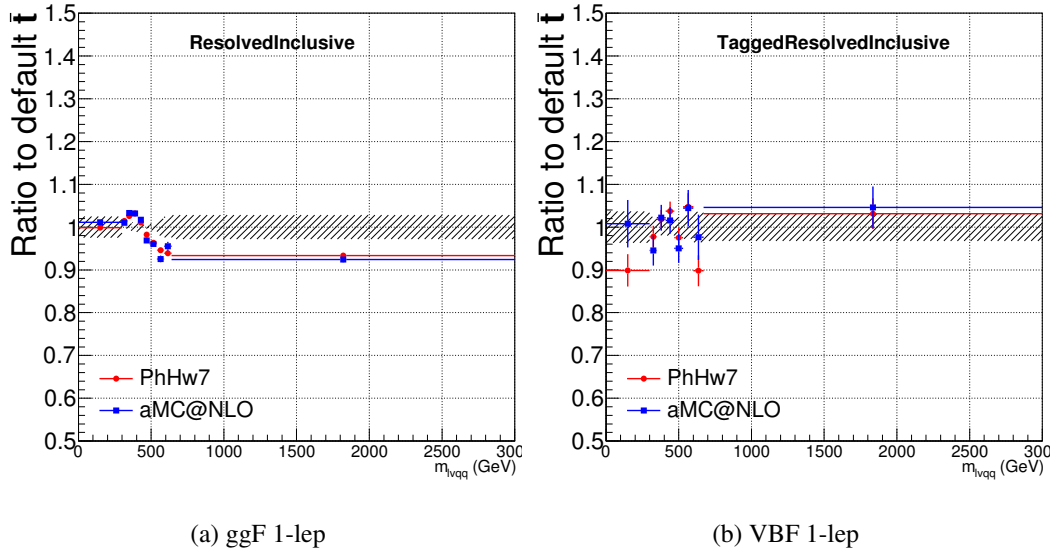 Ratio to default t̄t
ResolvedInclusive
1.5
1.4
1.3
1.2
1.1
1
0.9
0.8
0.7
0.6
0.5
PhHw7
aMC@NLO
0 500 1000 1500 2000 2500 3000
m_lvqq (GeV)
(a) ggF 1-lep
Ratio to default t̄t
TaggedResolvedInclusive
1.5
1.4
1.3
1.2
1.1
1
0.9
0.8
0.7
0.6
0.5
PhHw7
aMC@NLO
0 500 1000 1500 2000 2500 300
m_lvqq (GeV)
(b) VBF 1-lep